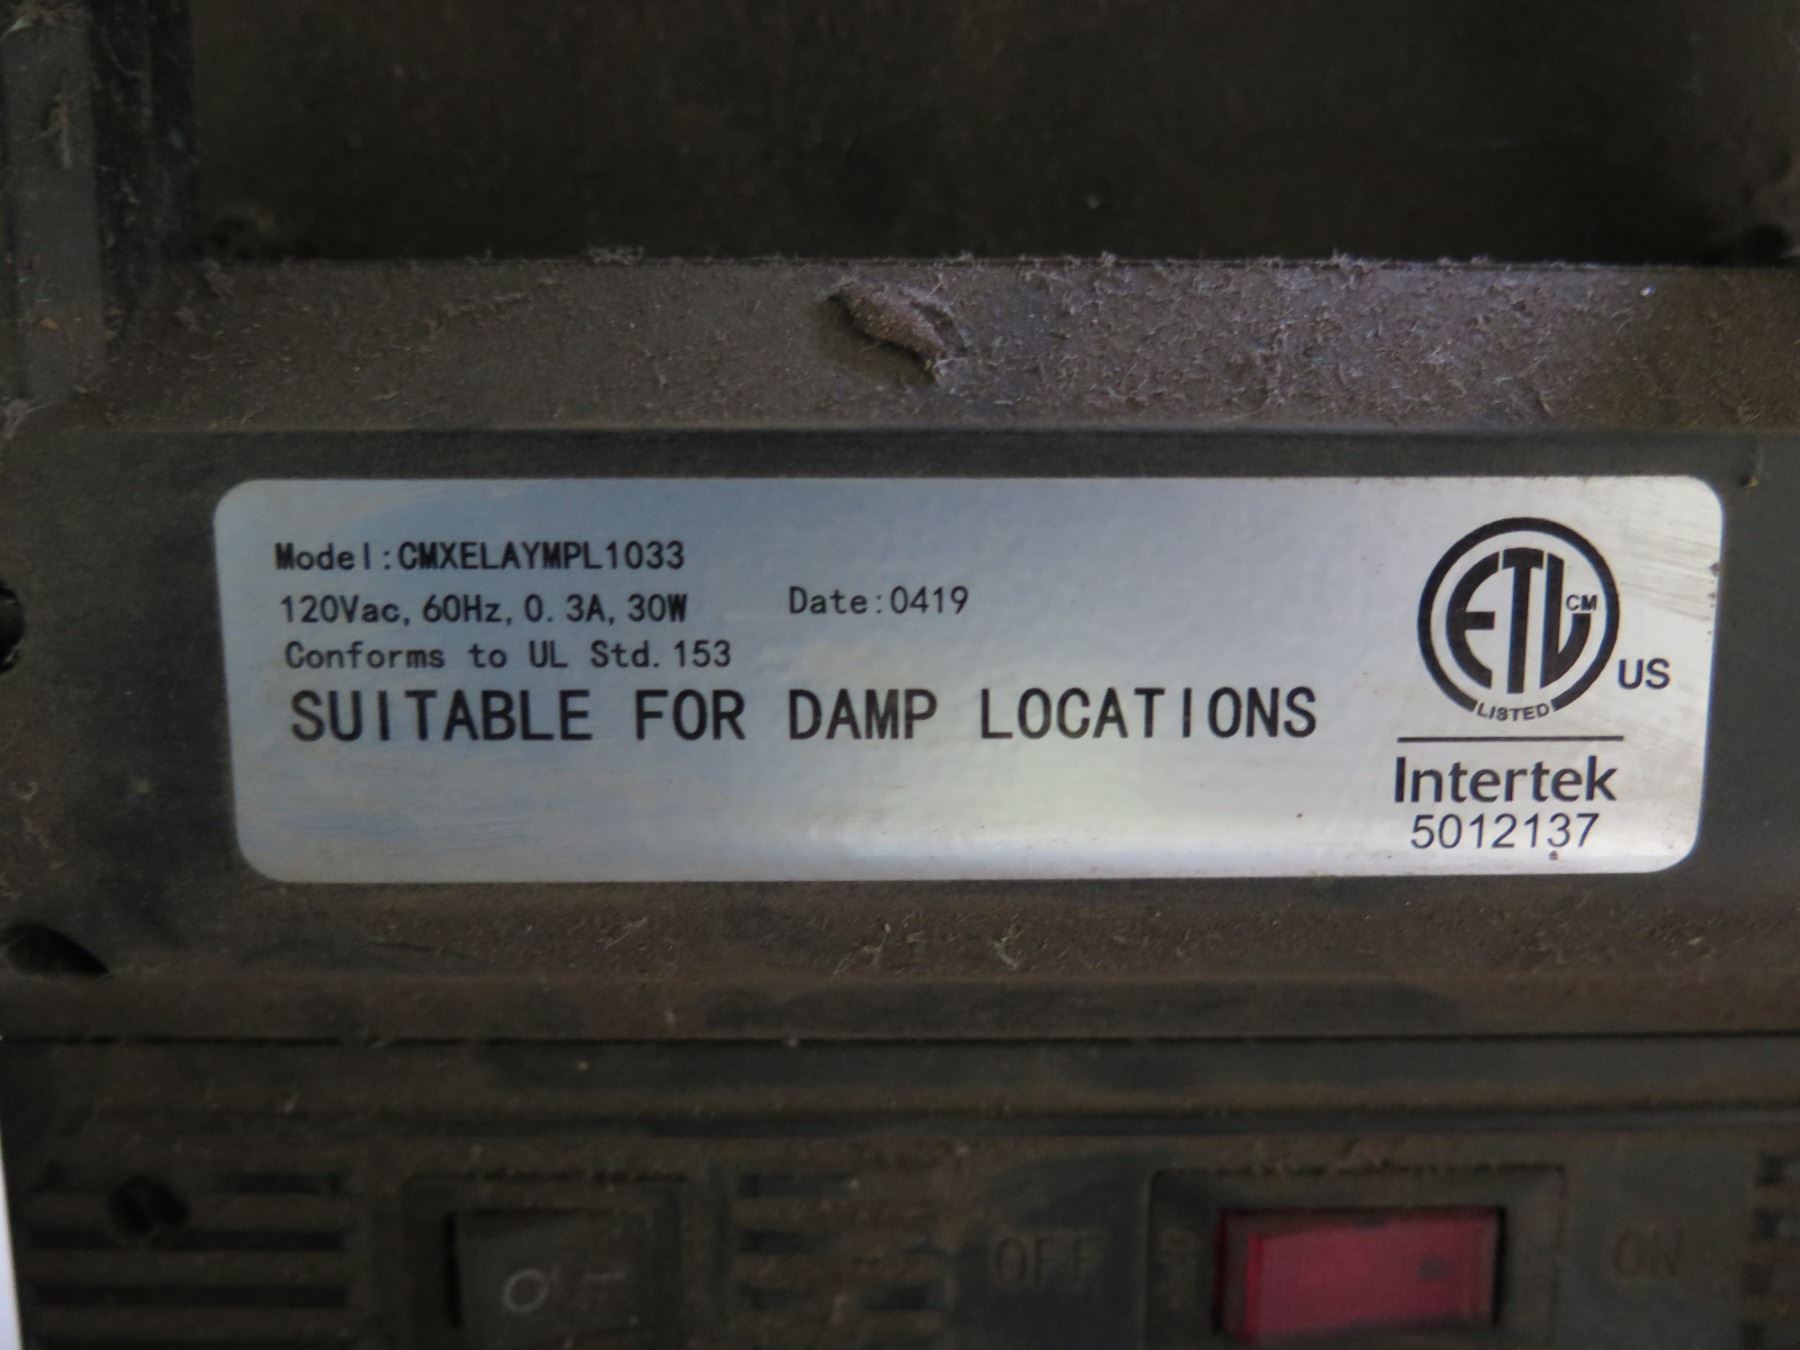 Model:CMXELAYMPL1033
120Vac, 60Hz, 0.3A, 30W
Date:0419
Conforms to UL Std. 153
SUITABLE FOR DAMP LOCATIONS
ETL CM
LISTED
US
Intertek
5012137
OFF
ON